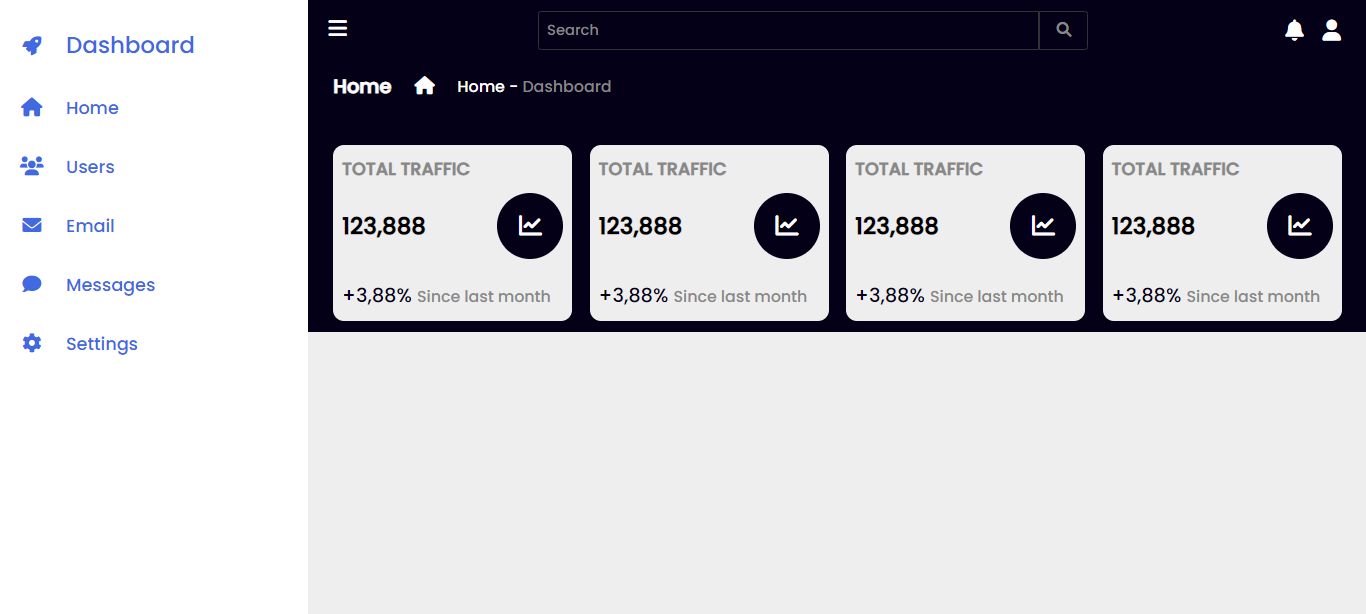 Dashboard
Home
Users
Email
Messages
Settings
Search
Home Home - Dashboard
TOTAL TRAFFIC
123,888
+3,88% Since last month
TOTAL TRAFFIC
123,888
+3,88% Since last month
TOTAL TRAFFIC
123,888
+3,88% Since last month
TOTAL TRAFFIC
123,888
+3,88% Since last month